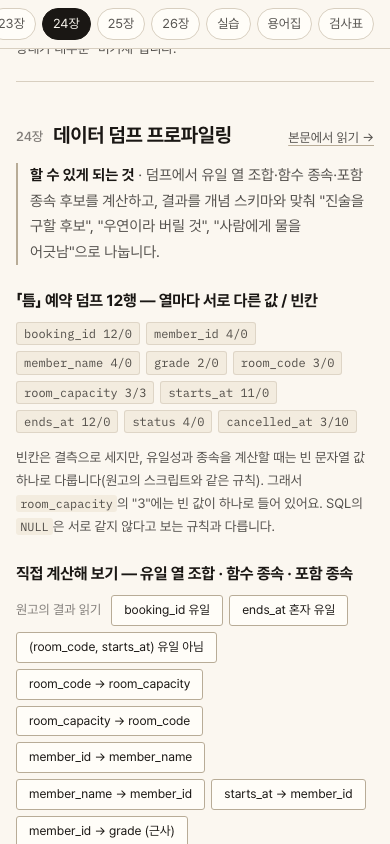 23장 24장 25장 26장 실습 용어집 검사표
24장 데이터 덤프 프로파일링 본문에서 읽기 →
할 수 있게 되는 것 · 덤프에서 유일 열 조합·함수 종속·포함
종속 후보를 계산하고, 결과를 개념 스키마와 맞춰 "진술을
구할 후보", "우연이라 버릴 것", "사람에게 물을
어긋남"으로 나눕니다.
「틈」 예약 덤프 12행 — 열마다 서로 다른 값 / 빈칸
booking_id 12/0 member_id 4/0
member_name 4/0 grade 2/0 room_code 3/0
room_capacity 3/3 starts_at 11/0
ends_at 12/0 status 4/0 cancelled_at 3/10
빈칸은 결측으로 세지만, 유일성과 종속을 계산할 때는 빈 문자열 값
하나로 다룹니다(원고의 스크립트와 같은 규칙). 그래서
room_capacity 의 "3"에는 빈 값이 하나로 들어 있어요. SQL의
NULL 은 서로 같지 않다고 보는 규칙과 다릅니다.
직접 계산해 보기 — 유일 열 조합 · 함수 종속 · 포함 종속
원고의 결과 읽기 booking_id 유일 ends_at 혼자 유일
(room_code, starts_at) 유일 아님
room_code → room_capacity
room_capacity → room_code
member_id → member_name
member_name → member_id starts_at → member_id
member_id → grade (근사)